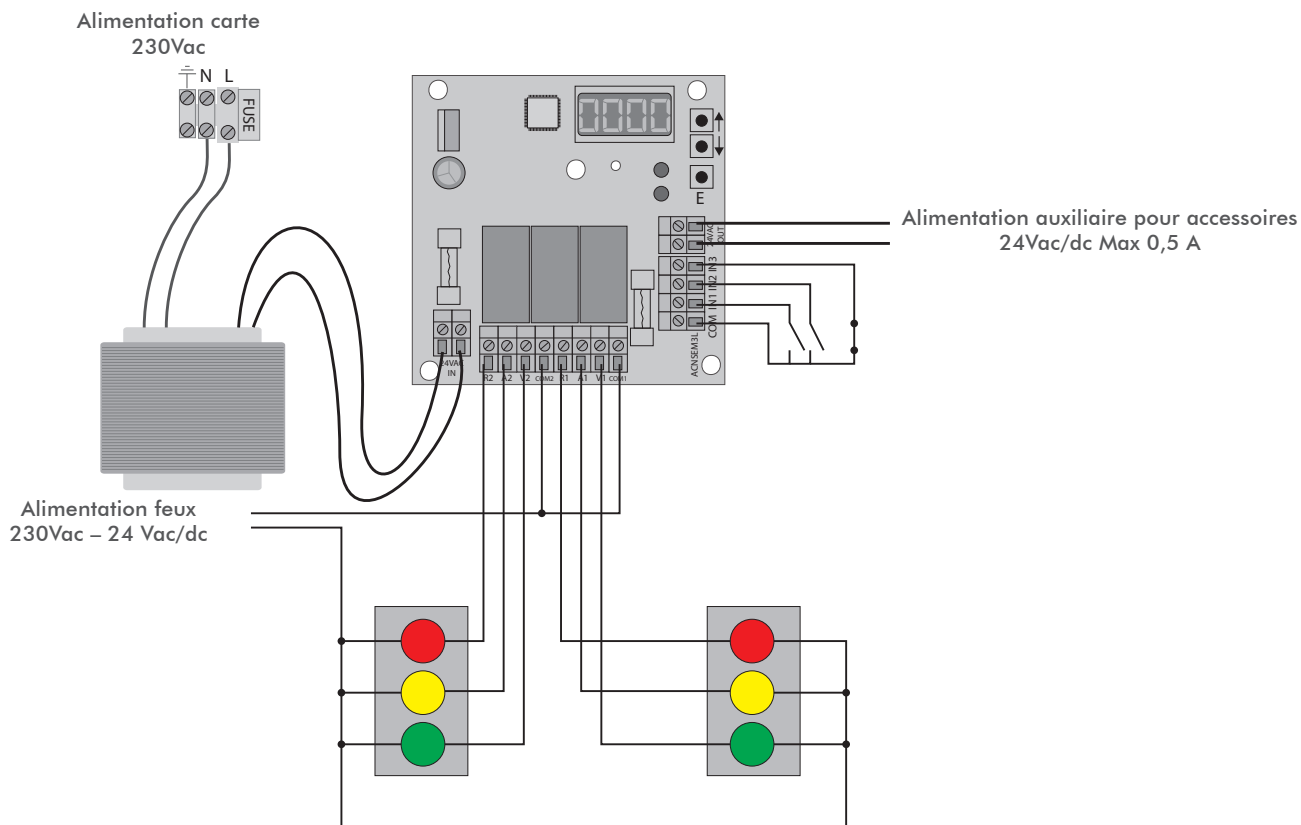 Alimentation carte
230Vac
N L
FUSE
E
24VAC
OUT
COM IN1 IN2 IN3
ACNSEM3L
24VAC
IN
R2 A2 V2 COM2 R1 A1 V1 COM1
Alimentation auxiliaire pour accessoires
24Vac/dc Max 0,5 A
Alimentation feux
230Vac – 24 Vac/dc